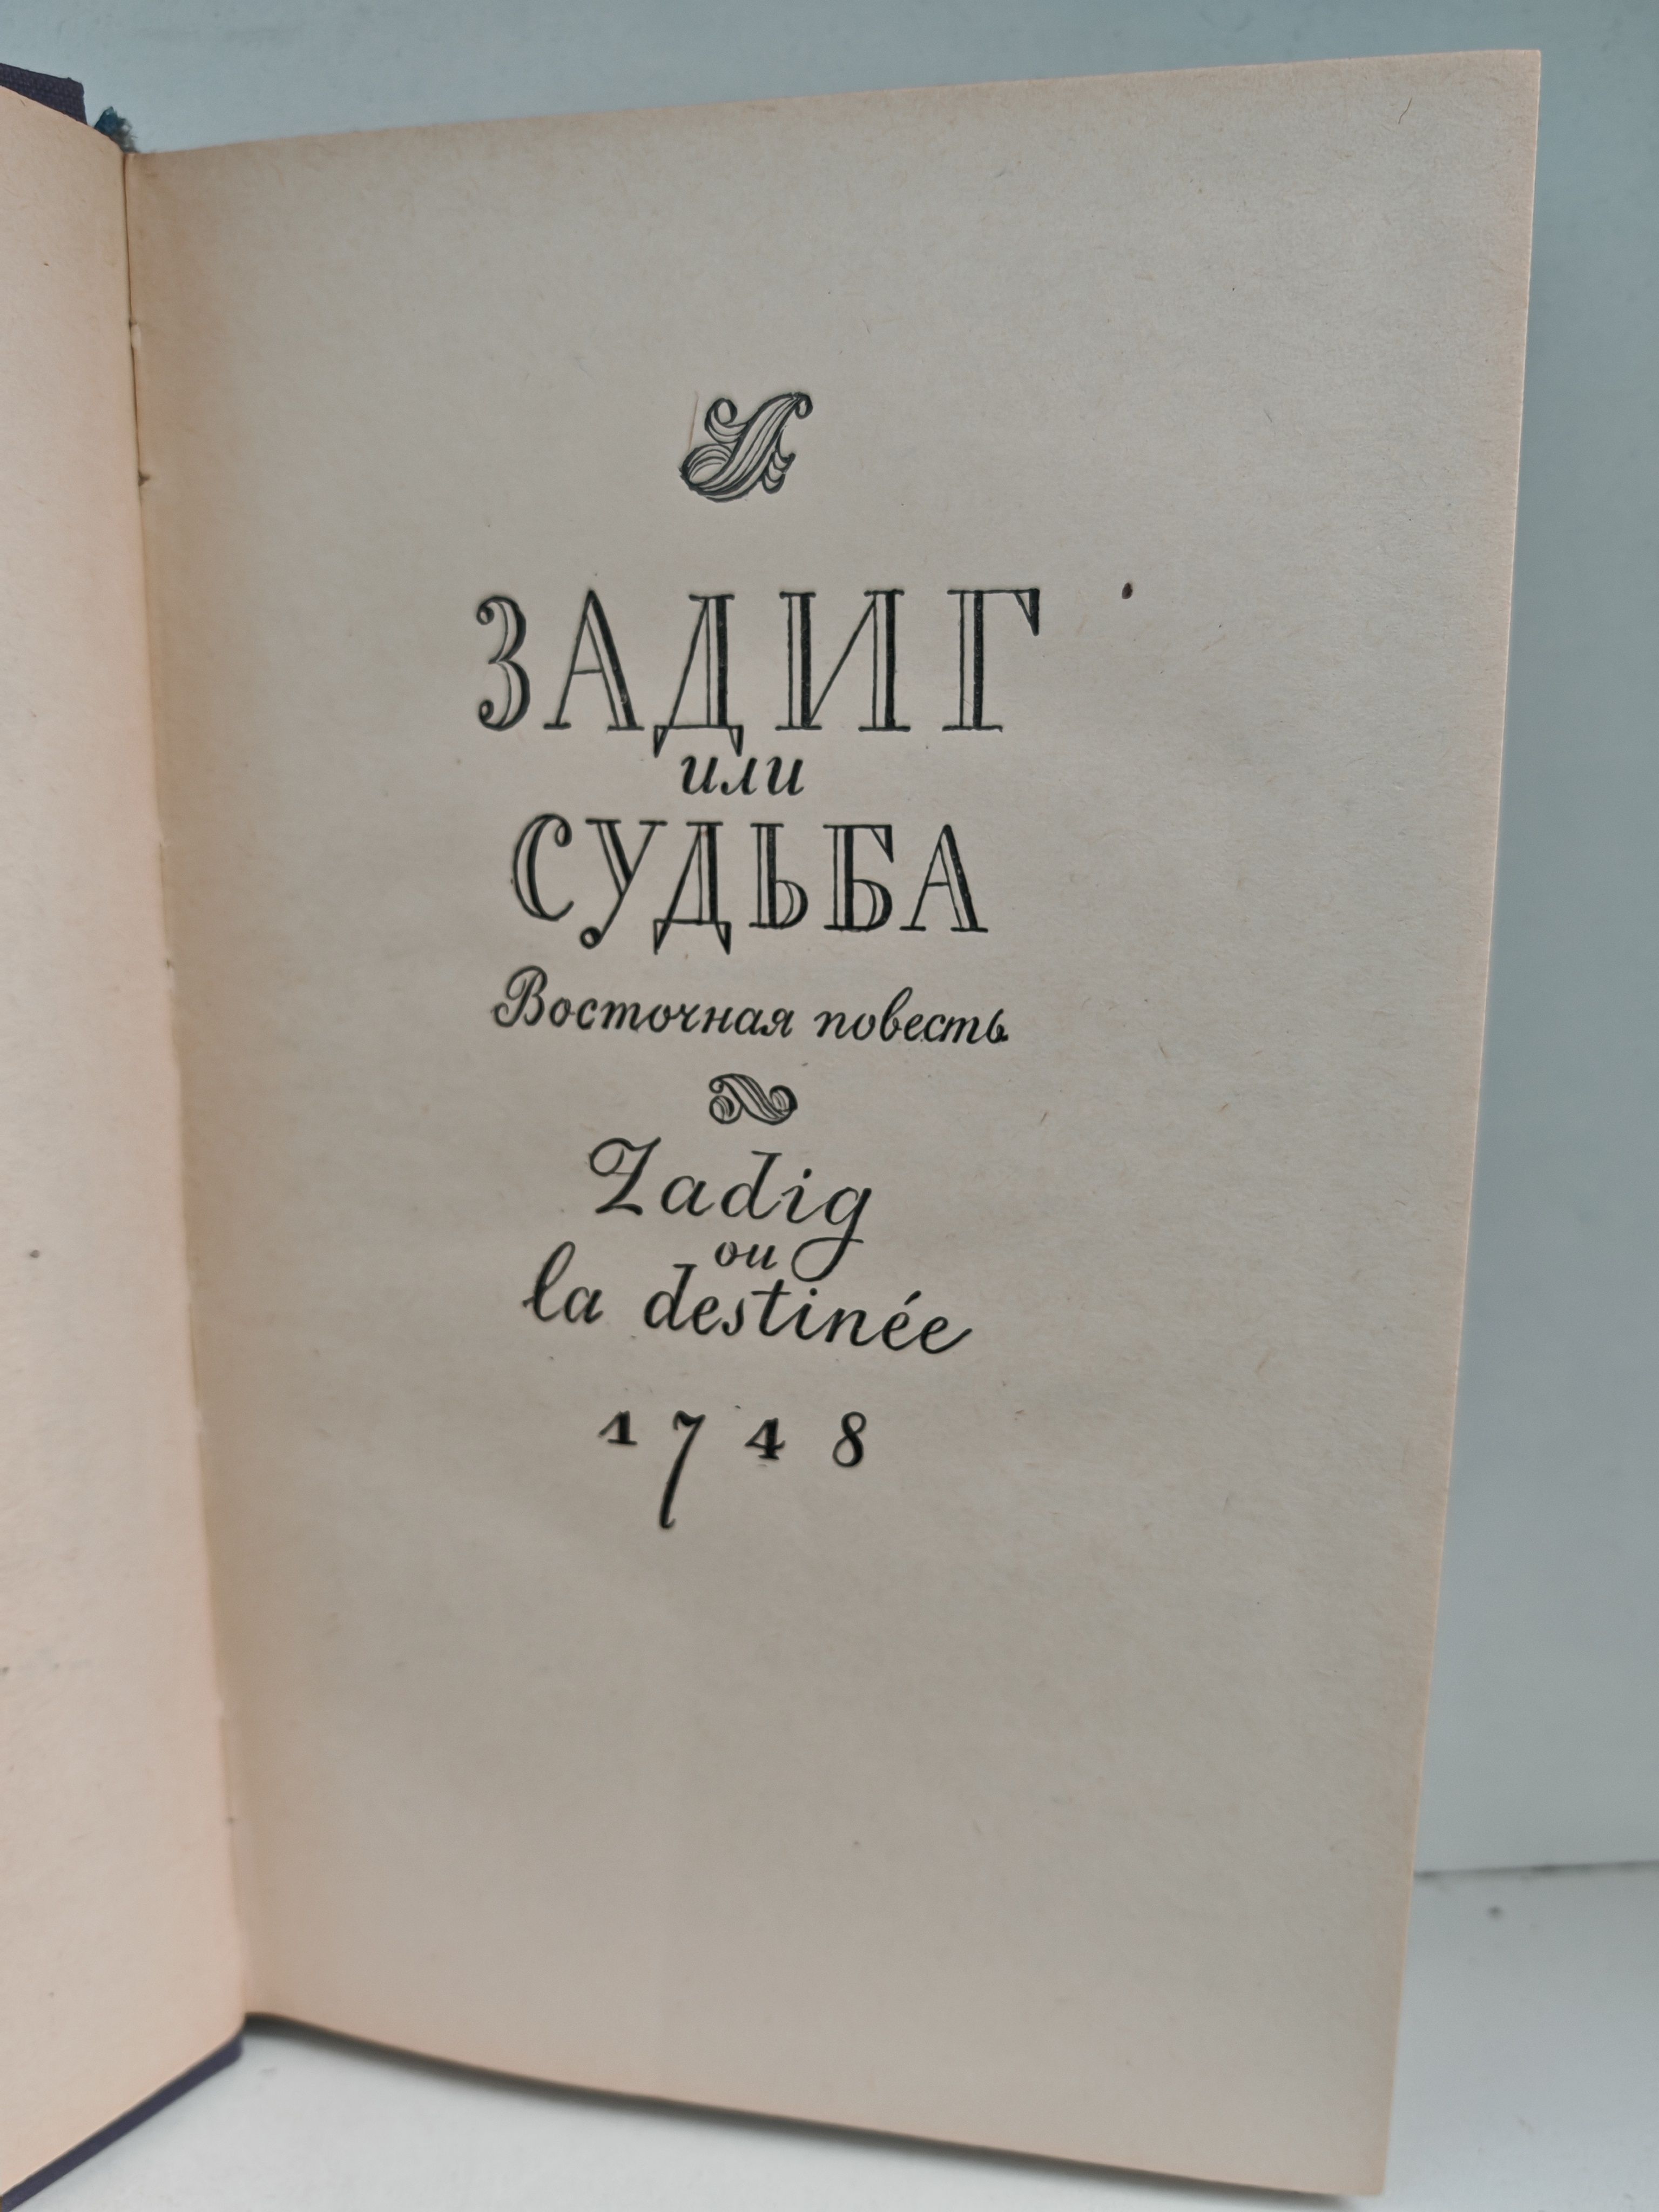 ЗАДИГ
или
СУДЬБА
Восточная повесть
Zadig
ou
la destinée
1748